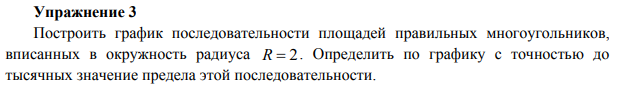 Упражнение 3
Построить график последовательности площадей правильных многоугольников,
вписанных в окружность радиуса R = 2. Определить по графику с точностью до
тысячных значение предела этой последовательности.